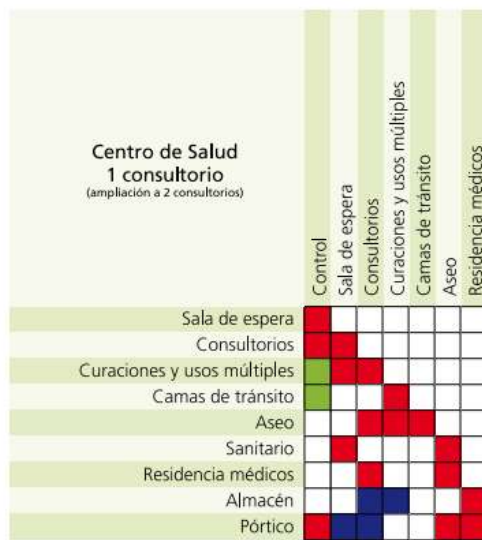 Centro de Salud
1 consultorio
(ampliación a 2 consultorios)
Control
Sala de espera
Consultorios
Curaciones y usos múltiples
Camas de tránsito
Aseo
Residencia médicos
Sala de espera
Consultorios
Curaciones y usos múltiples
Camas de tránsito
Aseo
Sanitario
Residencia médicos
Almacén
Pórtico